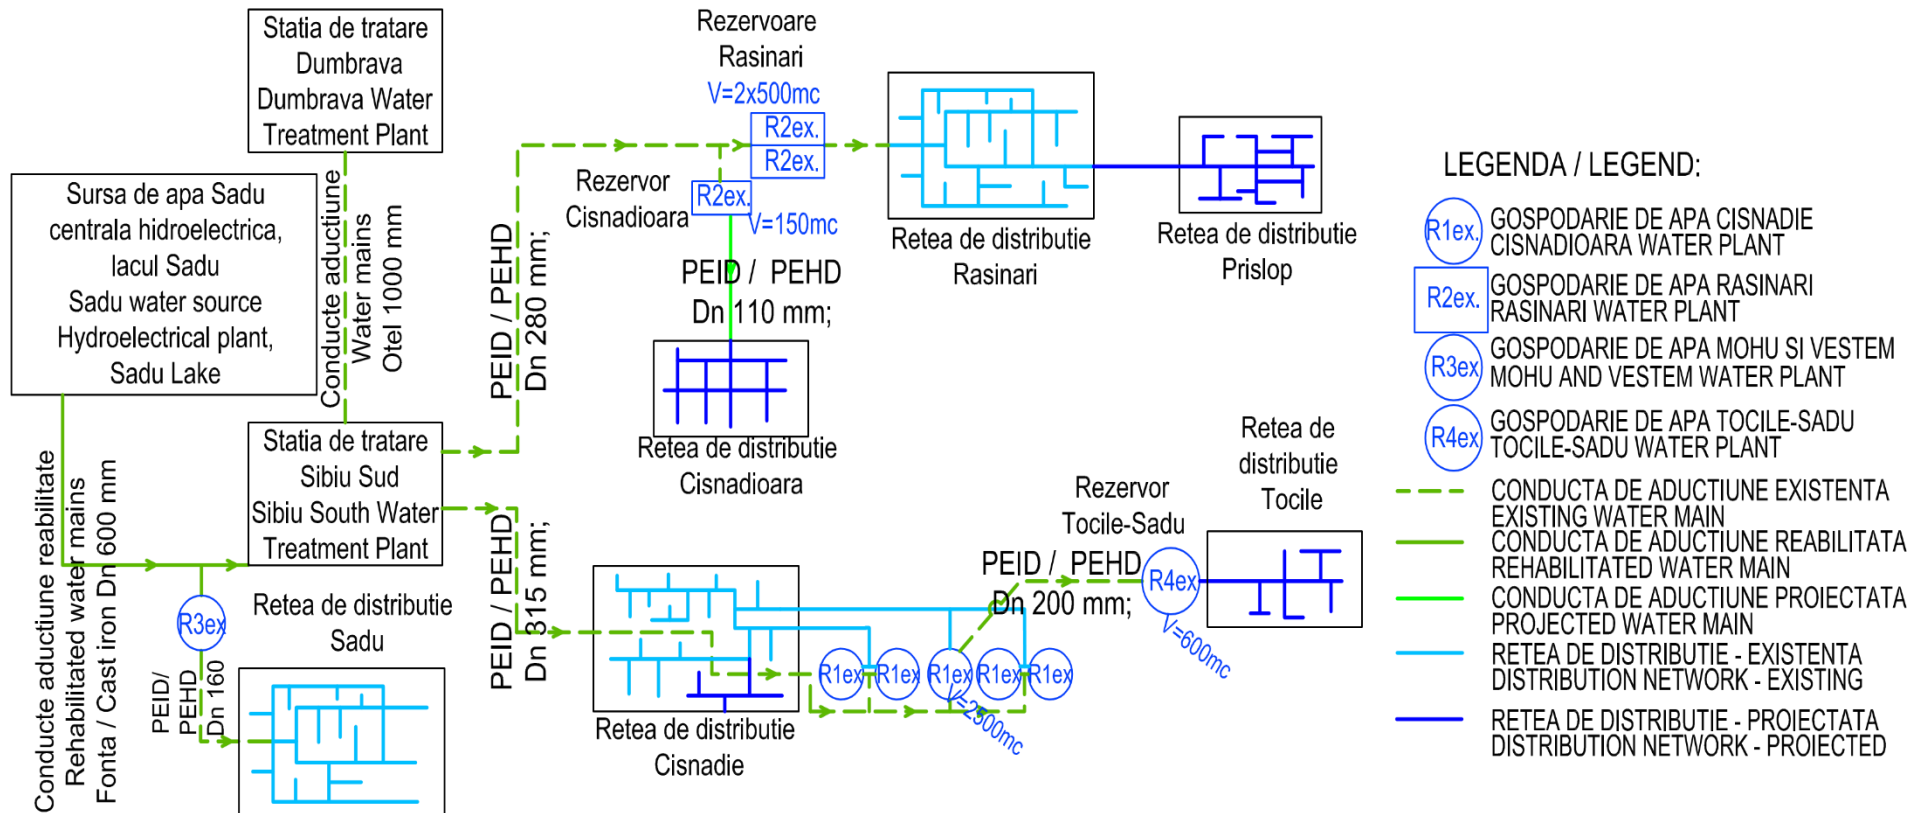 Statia de tratare
Dumbrava
Dumbrava Water
Treatment Plant
Sursa de apa Sadu
centrala hidroelectrica,
lacul Sadu
Sadu water source
Hydroelectrical plant,
Sadu Lake
Conducte aductiune
Water mains
Otel 1000 mm
Statia de tratare
Sibiu Sud
Sibiu South Water
Treatment Plant
Conducte aductiune reabilitate
Rehabilitated water mains
Fonta / Cast iron Dn 600 mm
R3ex
PEID/
PEHD
Dn 160
Retea de distributie
Sadu
PEID / PEHD
Dn 280 mm;
PEID / PEHD
Dn 315 mm;
Rezervoare
Rasinari
V=2x500mc
R2ex.
R2ex.
Rezervor
Cisnadioara
R2ex.
V=150mc
PEID / PEHD
Dn 110 mm;
Retea de distributie
Cisnadioara
Retea de distributie
Rasinari
Retea de distributie
Prislop
Retea de distributie
Cisnadie
R1ex
R1ex
R1ex
R1ex
R1ex
V=2500mc
PEID / PEHD
Dn 200 mm;
Rezervor
Tocile-Sadu
R4ex
V=600mc
Retea de
distributie
Tocile
LEGENDA / LEGEND:
R1ex.
GOSPODARIE DE APA CISNADIE
CISNADIOARA WATER PLANT
R2ex.
GOSPODARIE DE APA RASINARI
RASINARI WATER PLANT
R3ex
GOSPODARIE DE APA MOHU SI VESTEM
MOHU AND VESTEM WATER PLANT
R4ex
GOSPODARIE DE APA TOCILE-SADU
TOCILE-SADU WATER PLANT
CONDUCTA DE ADUCTIUNE EXISTENTA
EXISTING WATER MAIN
CONDUCTA DE ADUCTIUNE REABILITATA
REHABILITATED WATER MAIN
CONDUCTA DE ADUCTIUNE PROIECTATA
PROJECTED WATER MAIN
RETEA DE DISTRIBUTIE - EXISTENTA
DISTRIBUTION NETWORK - EXISTING
RETEA DE DISTRIBUTIE - PROIECTATA
DISTRIBUTION NETWORK - PROIECTED